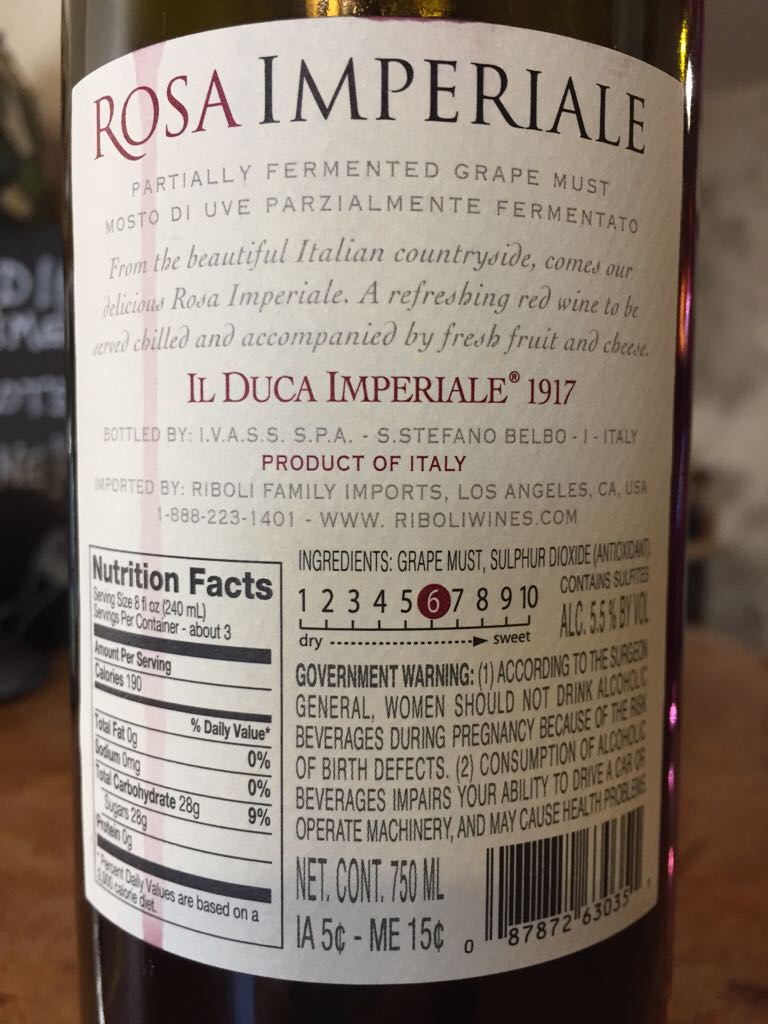 ROSA IMPERIALE
PARTIALLY FERMENTED GRAPE MUST
MOSTO DI UVE PARZIALMENTE FERMENTATO
From the beautiful Italian countryside, comes our
delicious Rosa Imperiale. A refreshing red wine to be
served chilled and accompanied by fresh fruit and cheese.
IL DUCA IMPERIALE® 1917
BOTTLED BY: I.V.A.S.S. S.P.A. - S.STEFANO BELBO - I - ITALY
PRODUCT OF ITALY
IMPORTED BY: RIBOLI FAMILY IMPORTS, LOS ANGELES, CA, USA
1-888-223-1401 - WWW. RIBOLIWINES.COM
Nutrition Facts
Serving Size 8 fl oz (240 mL)
Servings Per Container - about 3
Amount Per Serving
Calories 190
% Daily Value*
Total Fat 0g 0%
Sodium 0mg 0%
Total Carbohydrate 28g 9%
Sugars 28g
Protein 0g
*Percent Daily Values are based on a
2,000 calorie diet.
INGREDIENTS: GRAPE MUST, SULPHUR DIOXIDE (ANTIOXIDANT)
CONTAINS SULFITES
1 2 3 4 5 6 7 8 9 10
dry sweet
ALC. 5.5 % BY VOL
GOVERNMENT WARNING: (1) ACCORDING TO THE SURGEON
GENERAL, WOMEN SHOULD NOT DRINK ALCOHOLIC
BEVERAGES DURING PREGNANCY BECAUSE OF THE RISK
OF BIRTH DEFECTS. (2) CONSUMPTION OF ALCOHOLIC
BEVERAGES IMPAIRS YOUR ABILITY TO DRIVE A CAR OR
OPERATE MACHINERY, AND MAY CAUSE HEALTH PROBLEMS
NET. CONT. 750 ML
IA 5¢ - ME 15¢
0 87872 63035 1